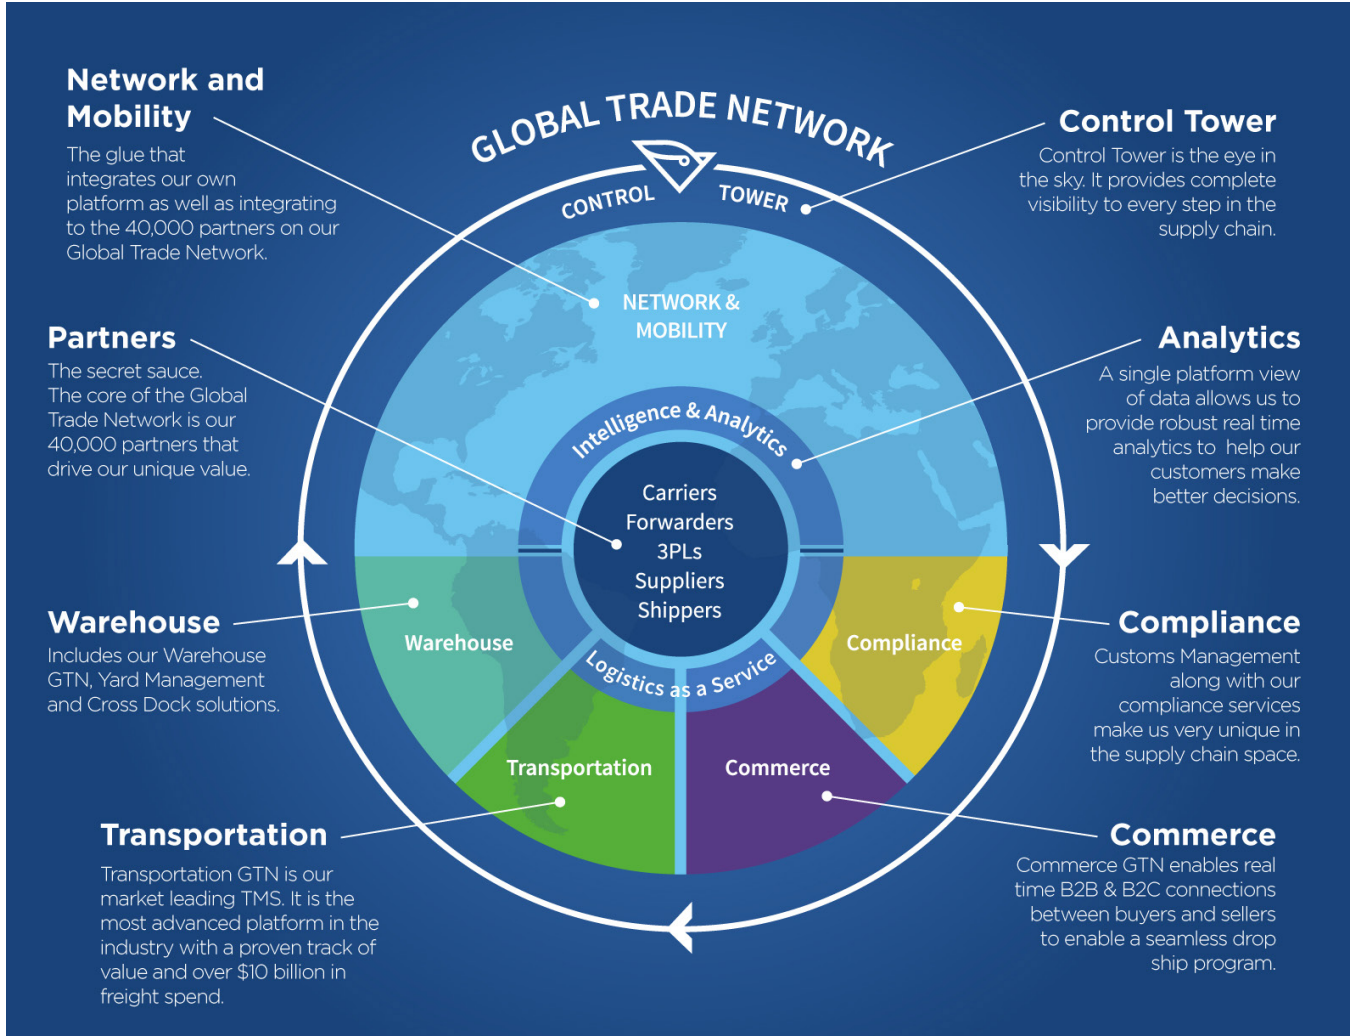 GLOBAL TRADE NETWORK
CONTROL TOWER
Network and
Mobility
The glue that
integrates our own
platform as well as integrating
to the 40,000 partners on our
Global Trade Network.
Control Tower
Control Tower is the eye in
the sky. It provides complete
visibility to every step in the
supply chain.
NETWORK &
MOBILITY
Partners
The secret sauce.
The core of the Global
Trade Network is our
40,000 partners that
drive our unique value.
Analytics
A single platform view
of data allows us to
provide robust real time
analytics to help our
customers make
better decisions.
Intelligence & Analytics
Carriers
Forwarders
3PLs
Suppliers
Shippers
Logistics as a Service
Warehouse
Compliance
Transportation
Commerce
Warehouse
Includes our Warehouse
GTN, Yard Management
and Cross Dock solutions.
Compliance
Customs Management
along with our
compliance services
make us very unique in
the supply chain space.
Transportation
Transportation GTN is our
market leading TMS. It is the
most advanced platform in the
industry with a proven track of
value and over $10 billion in
freight spend.
Commerce
Commerce GTN enables real
time B2B & B2C connections
between buyers and sellers
to enable a seamless drop
ship program.